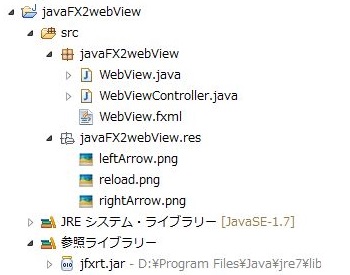 javaFX2webView
src
javaFX2webView
WebView.java
WebViewController.java
WebView.fxml
javaFX2webView.res
leftArrow.png
reload.png
rightArrow.png
JRE システム・ライブラリー [JavaSE-1.7]
参照ライブラリー
jfxrt.jar - D:¥Program Files¥Java¥jre7¥lib